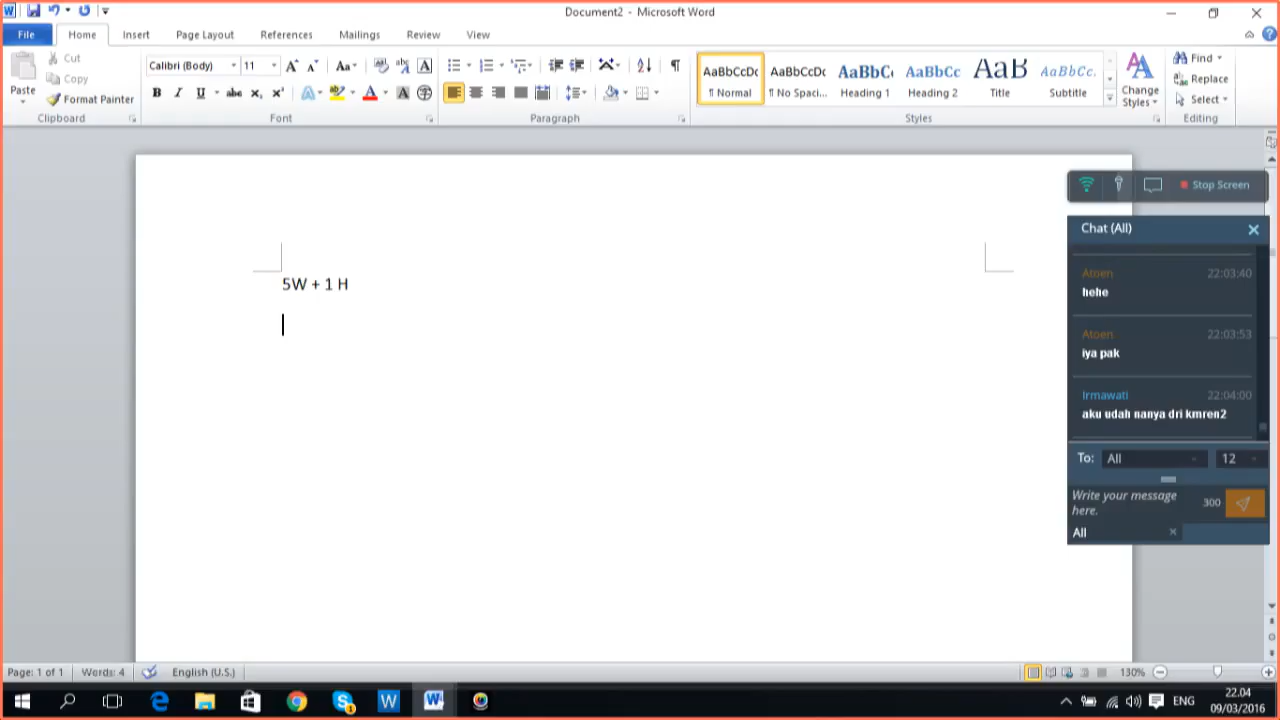 Document2 - Microsoft Word
File Home Insert Page Layout References Mailings Review View
Cut
Copy
Format Painter
Paste
Clipboard
Calibri (Body) 11
Font
Paragraph
AaBbCcDc AaBbCcDc AaBbC AaBbCc AaB AaBbCc.
¶ Normal ¶ No Spaci... Heading 1 Heading 2 Title Subtitle
Styles
Change
Styles
Find
Replace
Select
Editing
Stop Screen
Chat (All)
Atoen 22:03:40
hehe
Atoen 22:03:53
iya pak
Irmawati 22:04:00
aku udah nanya dri kmren2
To: All 12
Write your message
here. 300
All
5W + 1 H
Page: 1 of 1 Words: 4 English (U.S.) 130%
ENG 22.04
09/03/2016